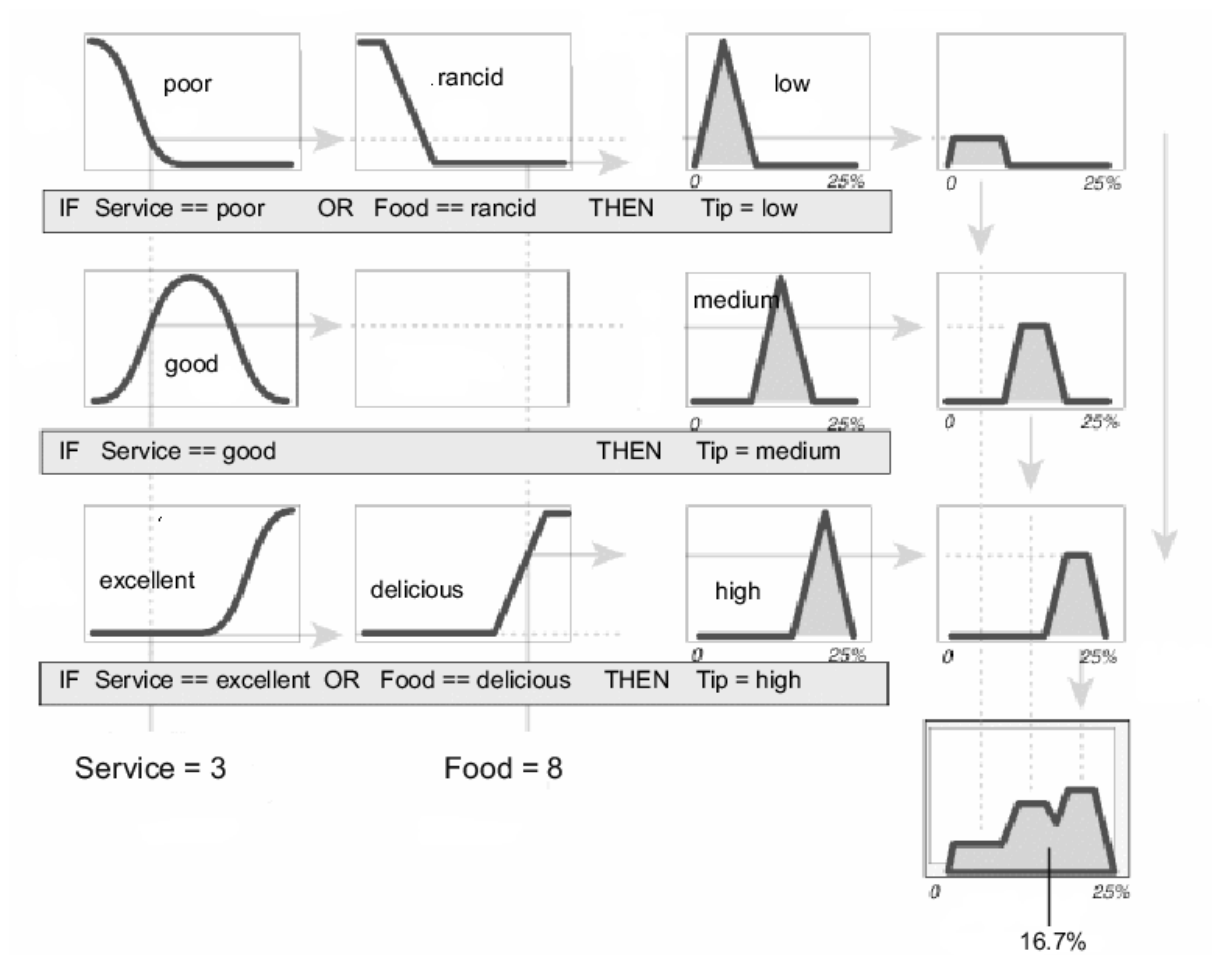 poor
rancid
low
0 25%
0 25%
IF Service == poor OR Food == rancid THEN Tip = low
medium
good
0 25%
0 25%
IF Service == good THEN Tip = medium
excellent
delicious
high
0 25%
0 25%
IF Service == excellent OR Food == delicious THEN Tip = high
Service = 3 Food = 8
0 25%
16.7%